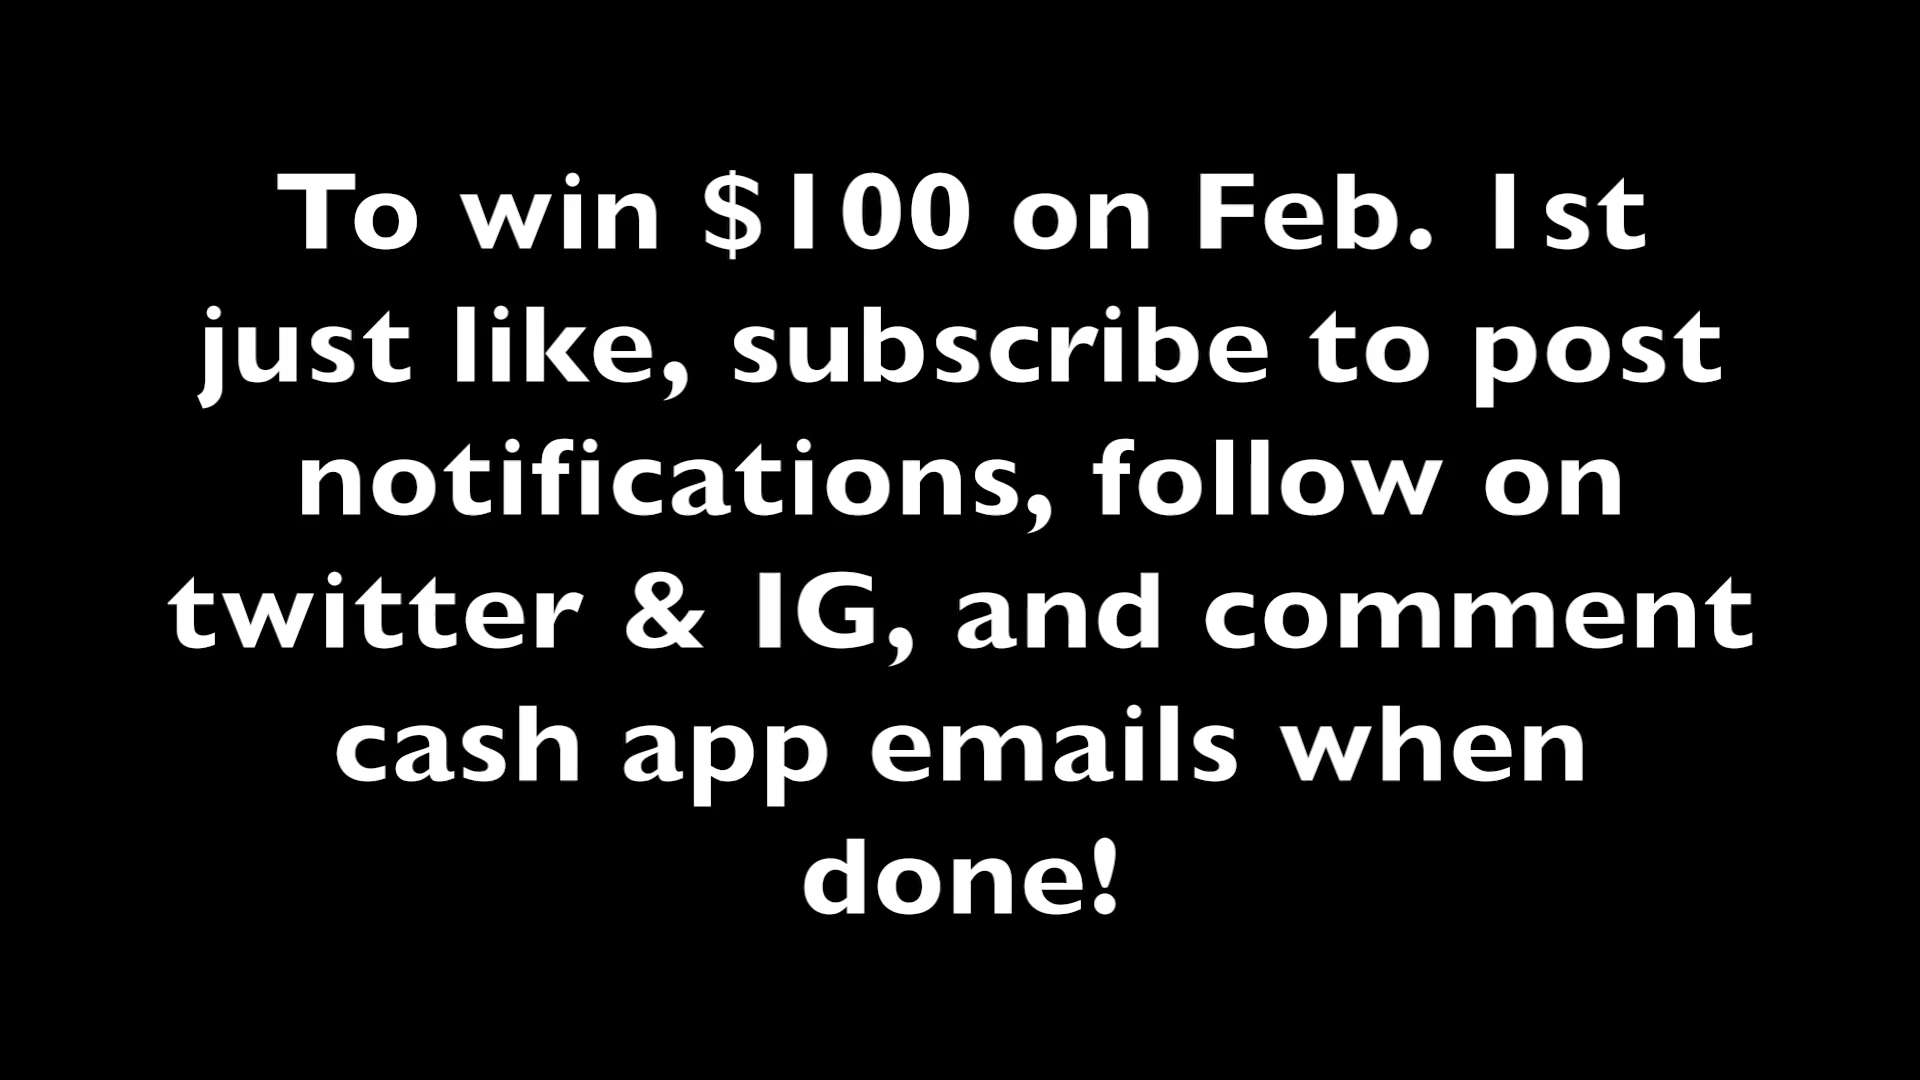 To win $100 on Feb. 1st
just like, subscribe to post
notifications, follow on
twitter & IG, and comment
cash app emails when
done!